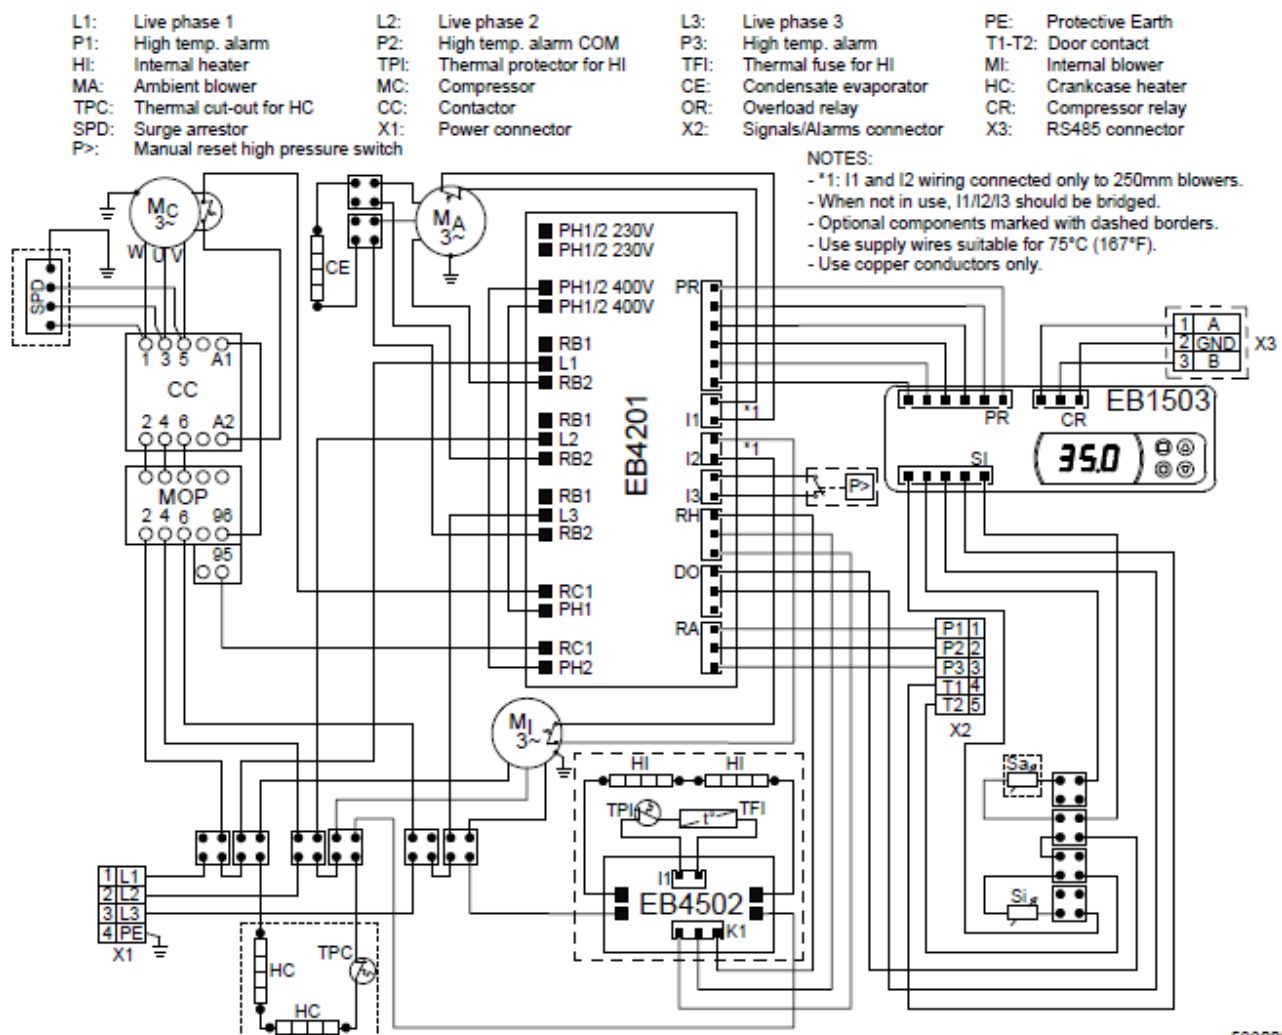 L1: Live phase 1 L2: Live phase 2 L3: Live phase 3 PE: Protective Earth
P1: High temp. alarm P2: High temp. alarm COM P3: High temp. alarm T1-T2: Door contact
HI: Internal heater TPI: Thermal protector for HI TFI: Thermal fuse for HI MI: Internal blower
MA: Ambient blower MC: Compressor CE: Condensate evaporator HC: Crankcase heater
TPC: Thermal cut-out for HC CC: Contactor OR: Overload relay CR: Compressor relay
SPD: Surge arrestor X1: Power connector X2: Signals/Alarms connector X3: RS485 connector
P>: Manual reset high pressure switch
NOTES:
- *1: I1 and I2 wiring connected only to 250mm blowers.
- When not in use, I1/I2/I3 should be bridged.
- Optional components marked with dashed borders.
- Use supply wires suitable for 75°C (167°F).
- Use copper conductors only.
MC
3~
W U V
SPD
1 3 5 A1
CC
2 4 6 A2
MOP
2 4 6 96
95
CE
MA
3~
PH1/2 230V
PH1/2 230V
PH1/2 400V
PH1/2 400V
RB1
L1
RB2
RB1
L2
RB2
RB1
L3
RB2
RC1
PH1
RC1
PH2
EB4201
PR
I1
I2
I3
RH
DO
RA
*1
*1
P>
1 A
2 GND
3 B
X3
EB1503
PR
CR
SI
35.0
P1 1
P2 2
P3 3
T1 4
T2 5
X2
MI
3~
HI HI
TPI t° TFI
I1
EB4502
K1
Sa
Si
1 L1
2 L2
3 L3
4 PE
X1
TPC
HC
HC